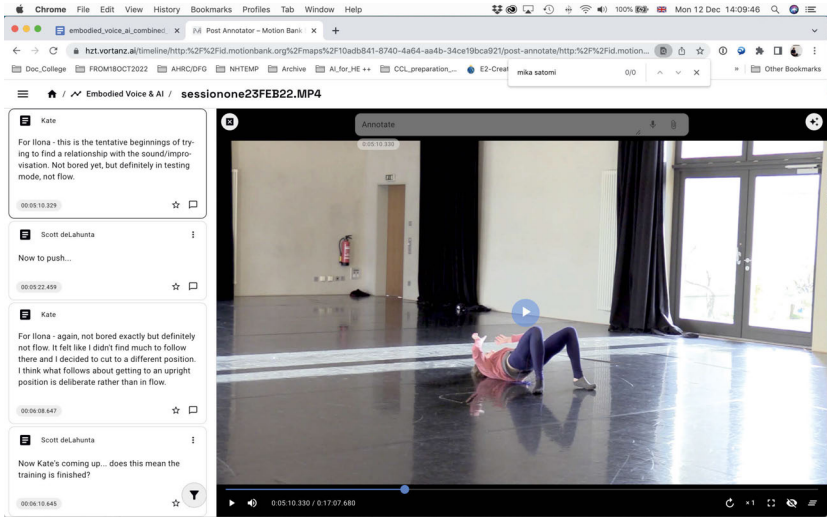 Chrome File Edit View History Bookmarks Profiles Tab Window Help 100% Mon 12 Dec 14:09:46
embodied_voice_ai_combined Post Annotator – Motion Bank
hzt.vortanz.ai/timeline/http:%2F%2Fid.motionbank.org%2Fmaps%2F10adb841-8740-4a64-aa4b-34ce19bca921/post-annotate/http:%2F%2Fid.motion...
Doc_College FROM18OCT2022 AHRC/DFG NHTEMP Archive AI_for_HE ++ CCL_preparation_... E2-Creat » Other Bookmarks
mika satomi 0/0
/ Embodied Voice & AI / sessionone23FEB22.MP4
Kate
For Ilona - this is the tentative beginnings of try-
ing to find a relationship with the sound/impro-
visation. Not bored yet, but definitely in testing
mode, not flow.
00:05:10.329
Scott deLahunta
Now to push...
00:05:22.459
Kate
For Ilona - again, not bored exactly but definitely
not flow. It felt like I didn't find much to follow
there and I decided to cut to a different position.
I think what follows about getting to an upright
position is deliberate rather than in flow.
00:06:08.647
Scott deLahunta
Now Kate's coming up... does this mean the
training is finished?
00:06:10.645
Annotate
0:05:10.330
0:05:10.330 / 0:17:07.680
×1